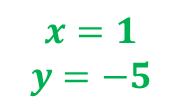 x = 1
y = −5